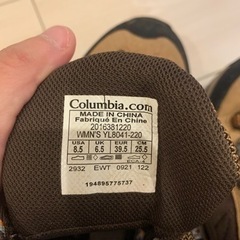 Columbia.com
MADE IN CHINA
Fabriqué En Chine
2016381220
WMN'S YL8041-220
USA UK EUR CM
8.5 6.5 39.5 25.5
2932 EWT 0921 122
194895775737